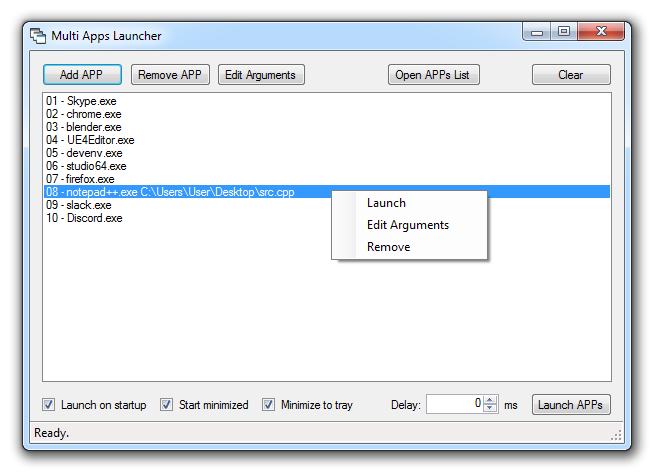 Multi Apps Launcher
Add APP Remove APP Edit Arguments Open APPs List Clear
01 - Skype.exe
02 - chrome.exe
03 - blender.exe
04 - UE4Editor.exe
05 - devenv.exe
06 - studio64.exe
07 - firefox.exe
08 - notepad++.exe C:\Users\User\Desktop\src.cpp
09 - slack.exe
10 - Discord.exe
Launch
Edit Arguments
Remove
Launch on startup Start minimized Minimize to tray Delay: 0 ms Launch APPs
Ready.